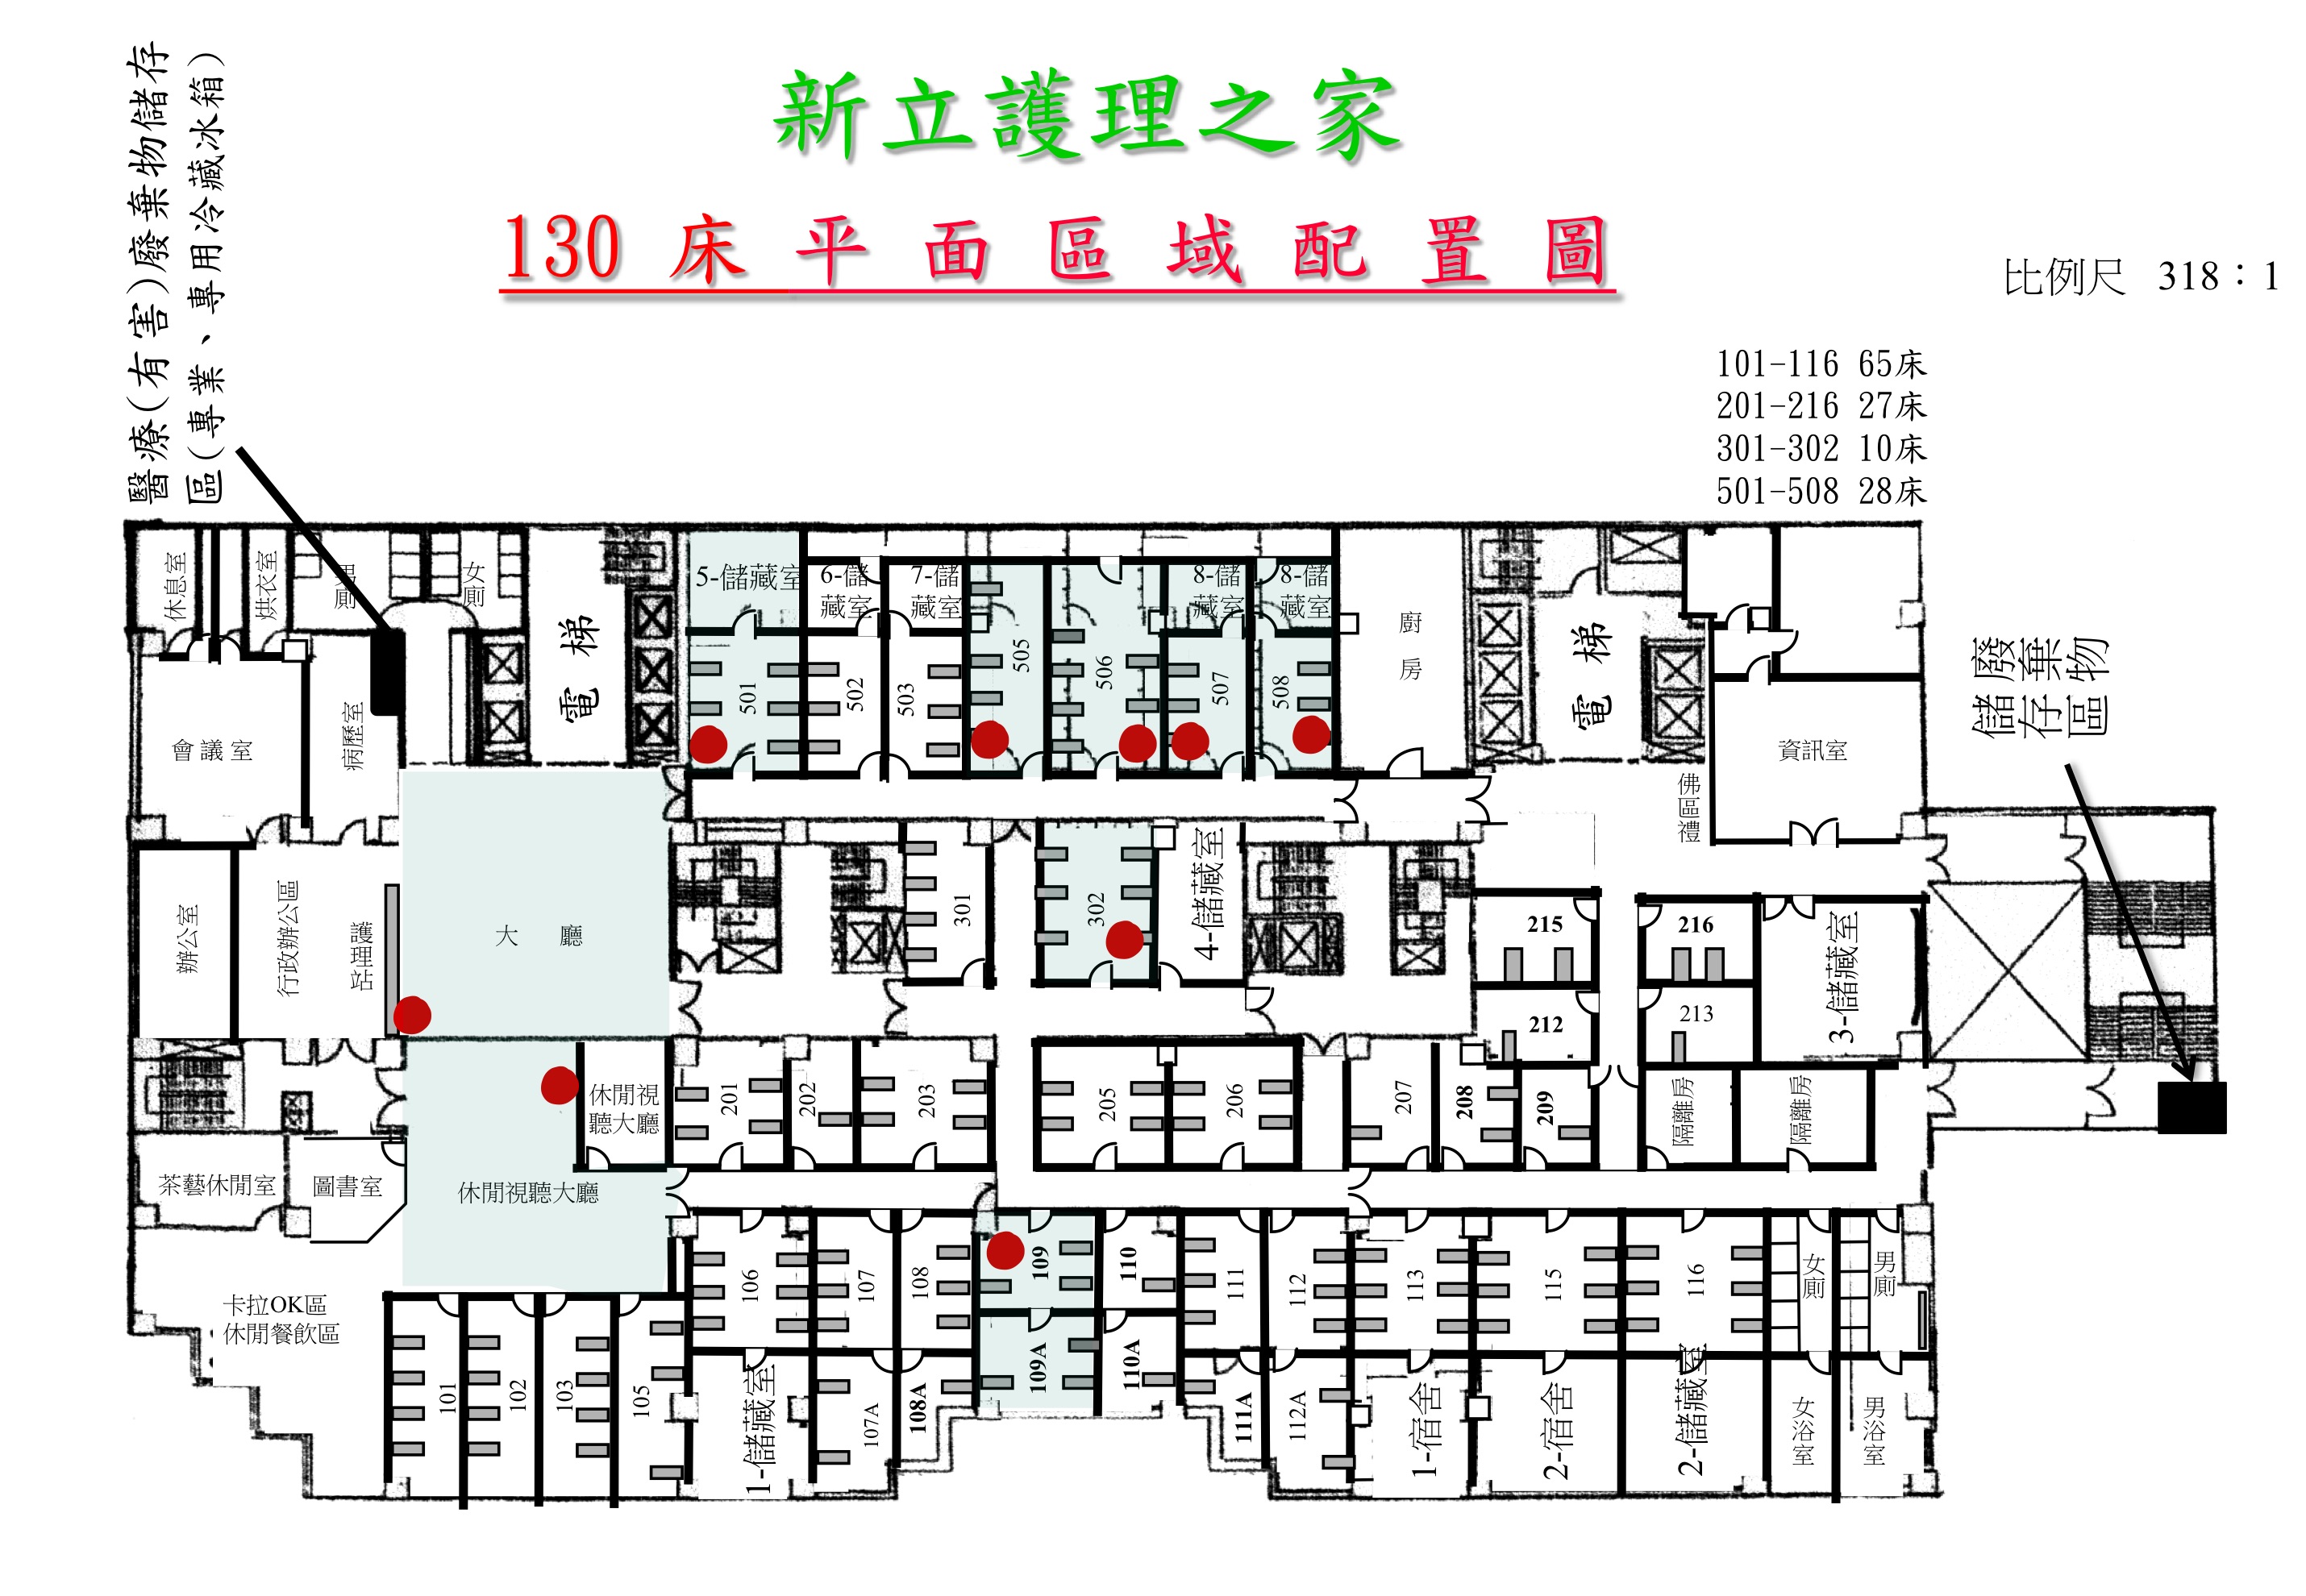 新立護理之家
130 床 平 面 區 域 配 置 圖
比例尺 318：1
醫療(有害)廢棄物儲存
區(專業、專用冷藏冰箱)
101-116 65床
201-216 27床
301-302 10床
501-508 28床
休息室
烘衣室
男廁
女廁
電梯
5-儲藏室
6-儲藏室
7-儲藏室
8-儲藏室
8-儲藏室
廚房
電梯
501
502
503
505
506
507
508
會議室
病歷室
資訊室
佛區禮
廢棄物
儲存區
辦公室
行政辦公區
護理站
大 廳
301
302
4-儲藏室
215
216
212
213
3-儲藏室
休閒視
聽大廳
201
202
203
205
206
207
208
209
隔離房
隔離房
茶藝休閒室
圖書室
休閒視聽大廳
106
107
108
109
110
111
112
113
115
116
女廁
男廁
卡拉OK區
休閒餐飲區
101
102
103
105
1-儲藏室
107A
108A
109A
110A
111A
112A
1-宿舍
2-宿舍
2-儲藏室
女浴室
男浴室